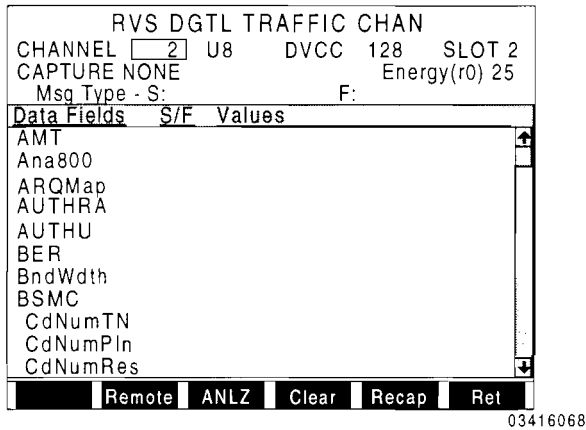 RVS DGTL TRAFFIC CHAN
CHANNEL 2 U8 DVCC 128 SLOT 2
CAPTURE NONE Energy(r0) 25
Msg Type - S: F:
Data Fields S/F Values
AMT
Ana800
ARQMap
AUTHRA
AUTHU
BER
BndWdth
BSMC
CdNumTN
CdNumPln
CdNumRes
Remote ANLZ Clear Recap Ret
03416068